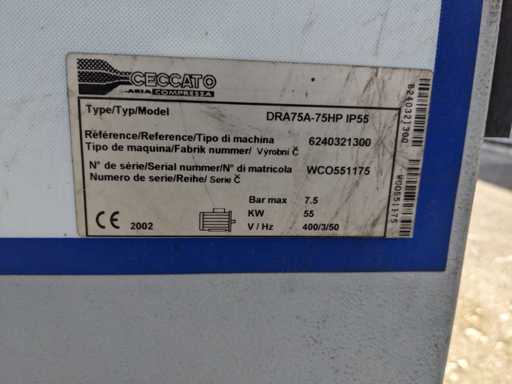 CECCATO
ARIA COMPRESSA
Type/Typ/Model DRA75A-75HP IP55
Référence/Reference/Tipo di machina 6240321300
Tipo de maquina/Fabrik nummer/ Výrobní Č
N° de série/Serial nummer/N° di matricola WCO551175
Numero de serie/Reihe/ Serie Č
Bar max 7.5
KW 55
V / Hz 400/3/50
CE 2002
6240321300
WCO551175